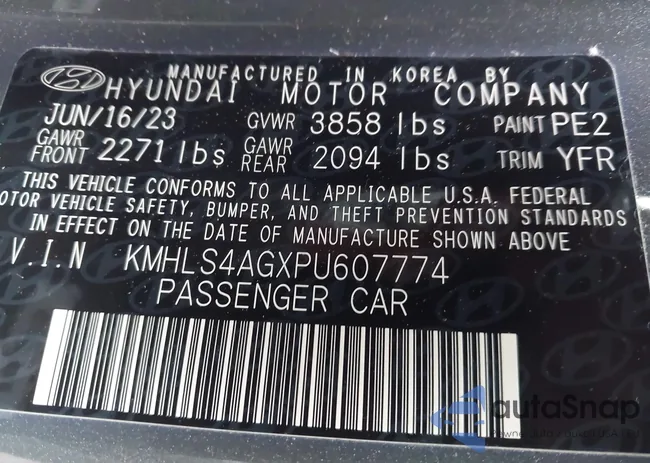 MANUFACTURED IN KOREA BY
HYUNDAI MOTOR COMPANY
JUN/16/23 GVWR 3858 lbs PAINT PE2
GAWR FRONT 2271 lbs GAWR REAR 2094 lbs TRIM YFR
THIS VEHICLE CONFORMS TO ALL APPLICABLE U.S.A. FEDERAL
MOTOR VEHICLE SAFETY, BUMPER, AND THEFT PREVENTION STANDARDS
IN EFFECT ON THE DATE OF MANUFACTURE SHOWN ABOVE
V.I.N KMHLS4AGXPU607774
PASSENGER CAR
autoSnap